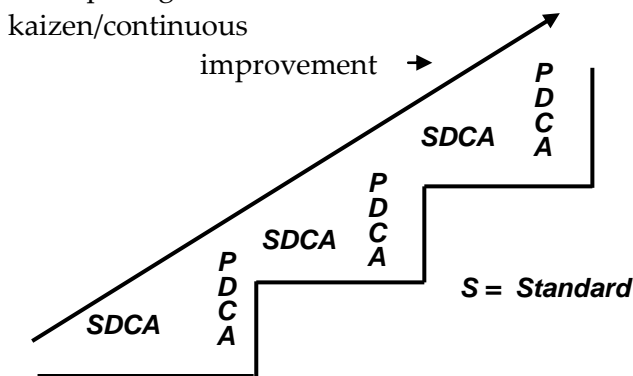 kaizen/continuous
improvement
P
D
C
A
SDCA
P
D
C
A
SDCA
P
D
C
A
SDCA
S = Standard